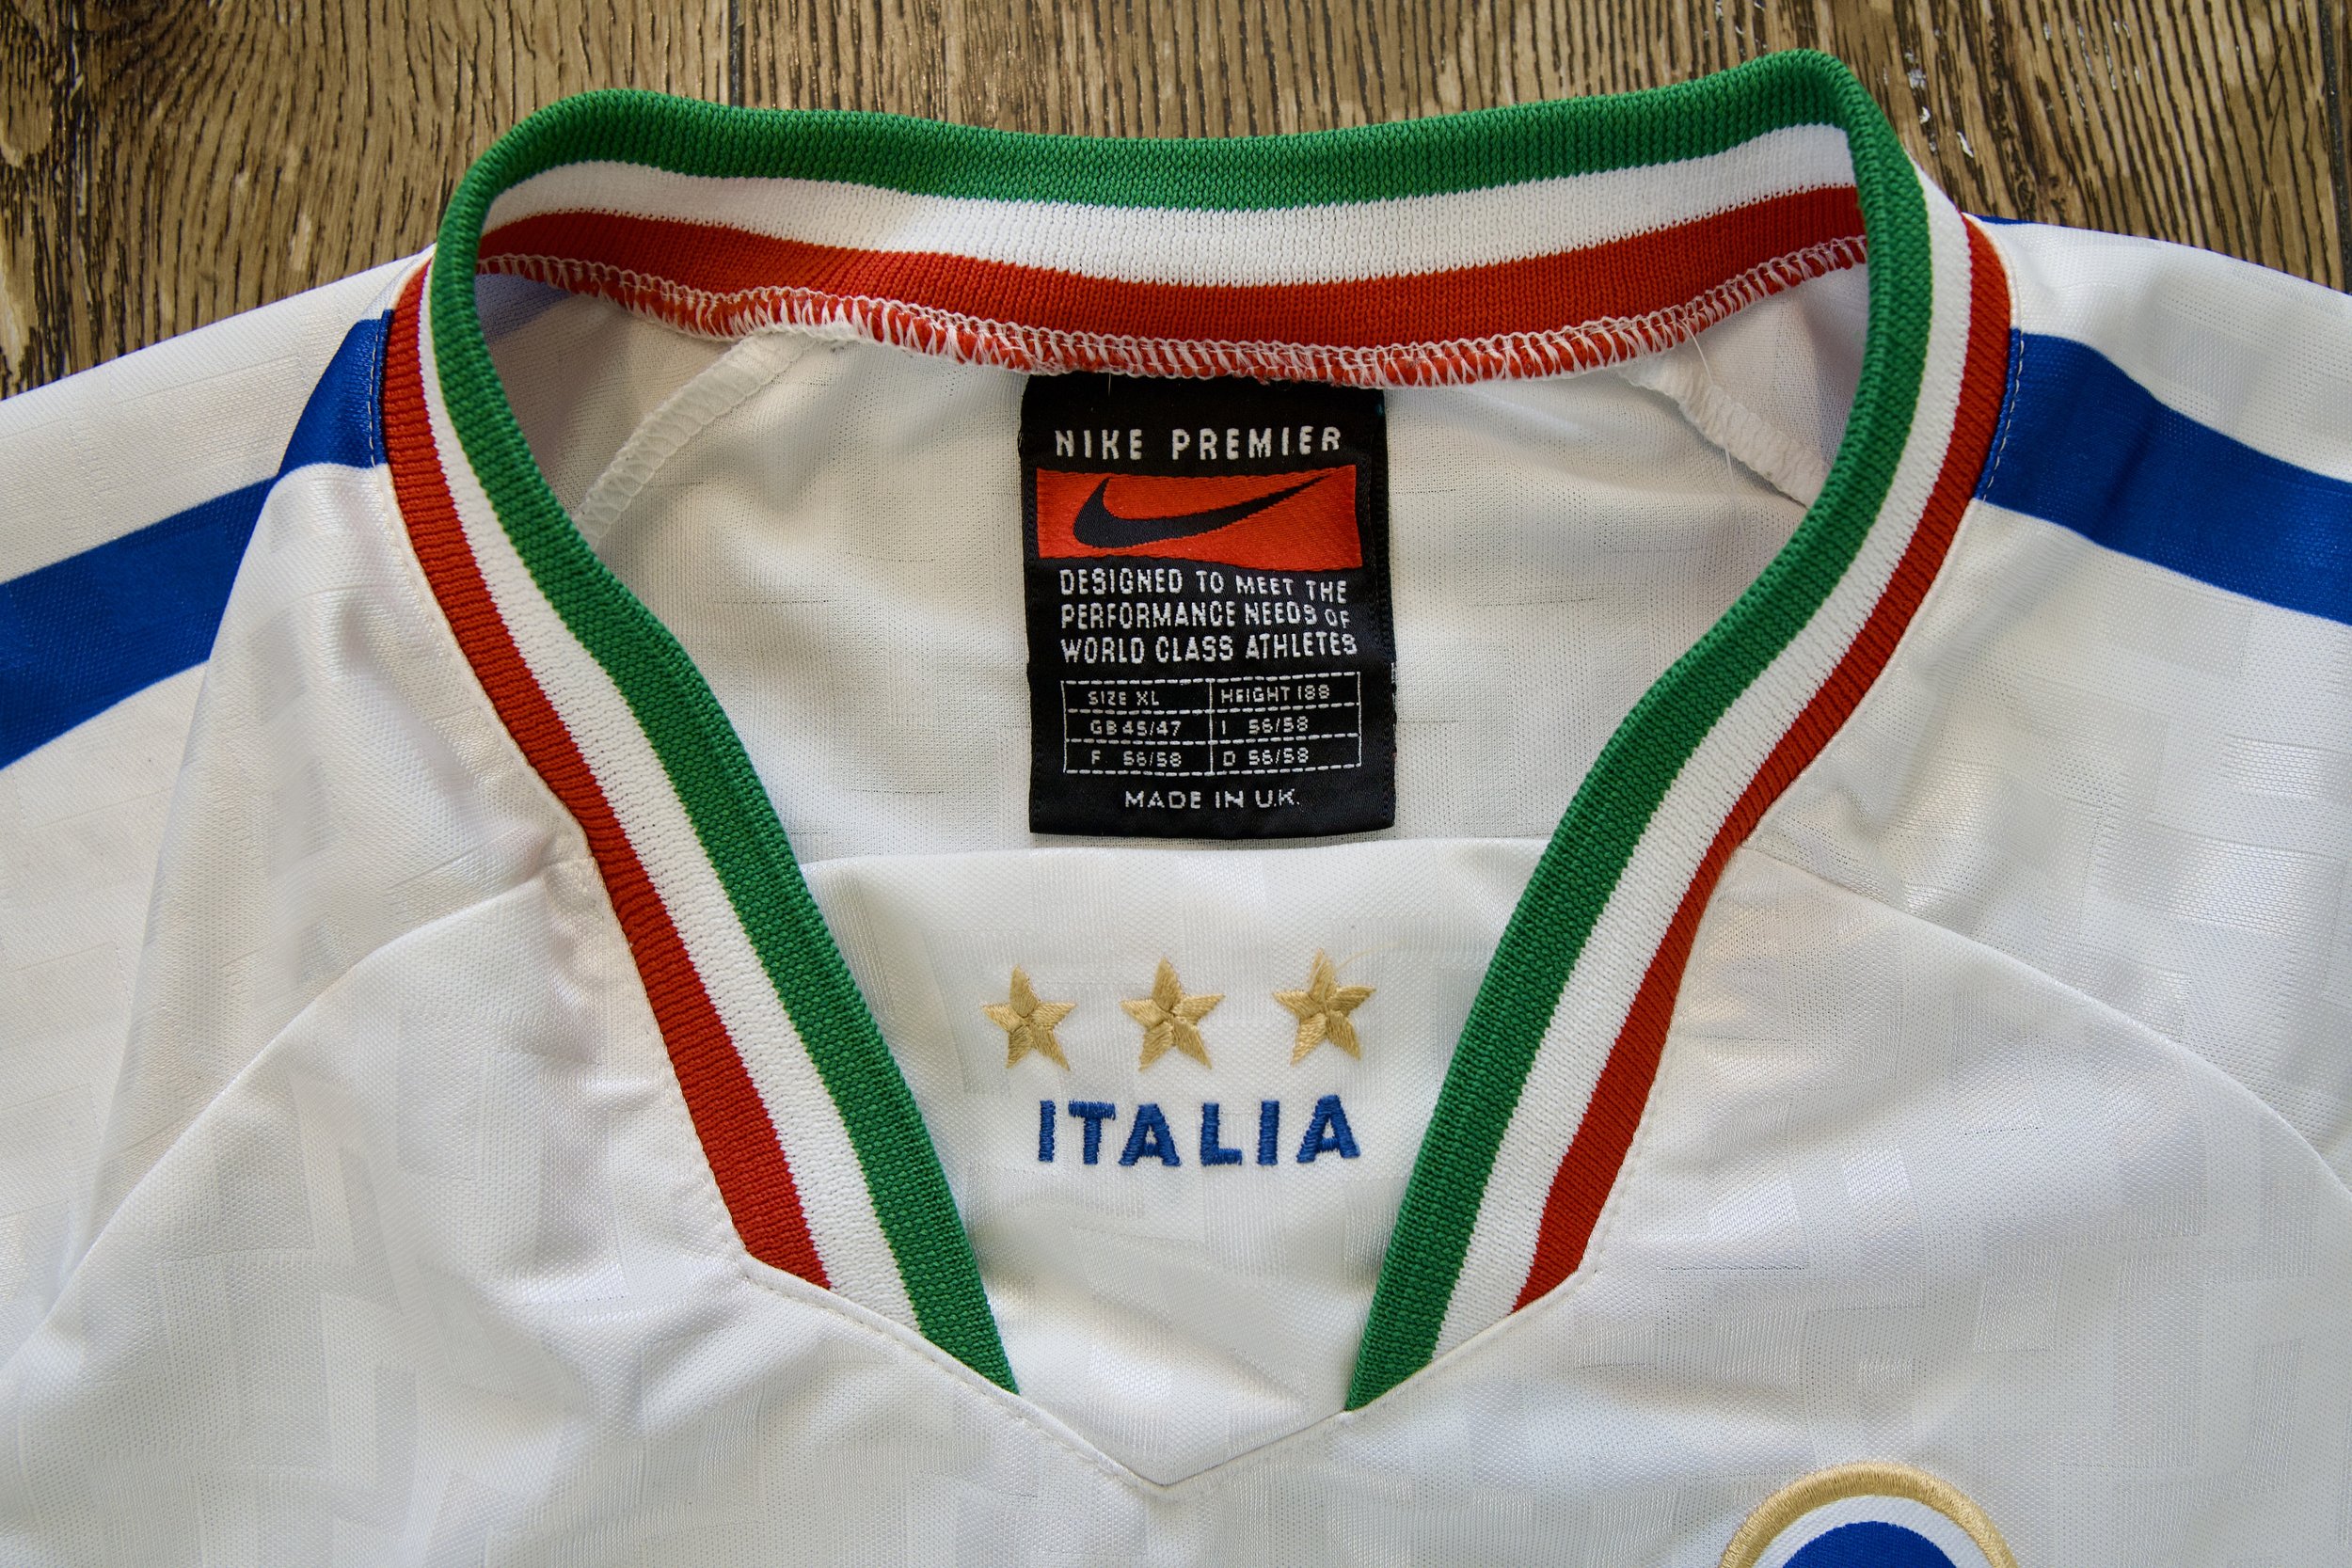 NIKE PREMIER
DESIGNED TO MEET THE
PERFORMANCE NEEDS OF
WORLD CLASS ATHLETES
SIZE XL HEIGHT 188
GB 45/47 I 56/58
F 56/58 D 56/58
MADE IN U.K.
ITALIA